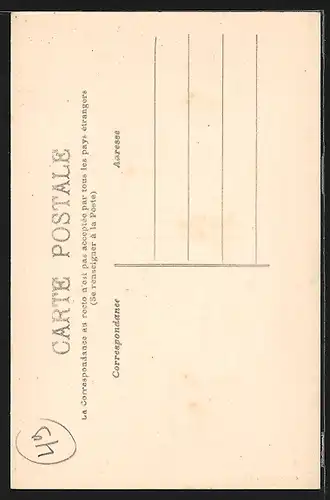 CARTE POSTALE
La Correspondance au recto n'est pas acceptée par tous les pays étrangers
(Se renseigner à la Poste)
Correspondance
Adresse